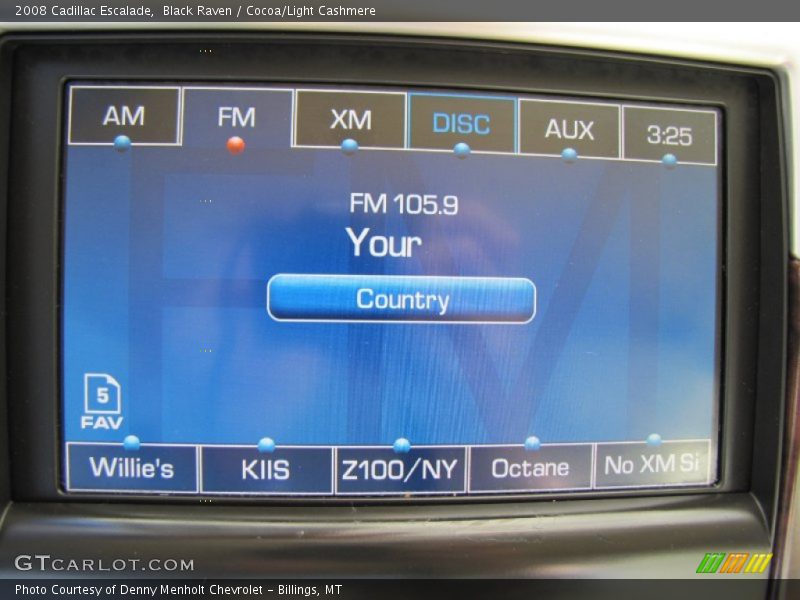 2008 Cadillac Escalade, Black Raven / Cocoa/Light Cashmere
AM FM XM DISC AUX 3:25
FM 105.9
Your
Country
5
FAV
Willie's KIIS Z100/NY Octane No XM Si
GTCARLOT.COM
Photo Courtesy of Denny Menholt Chevrolet – Billings, MT